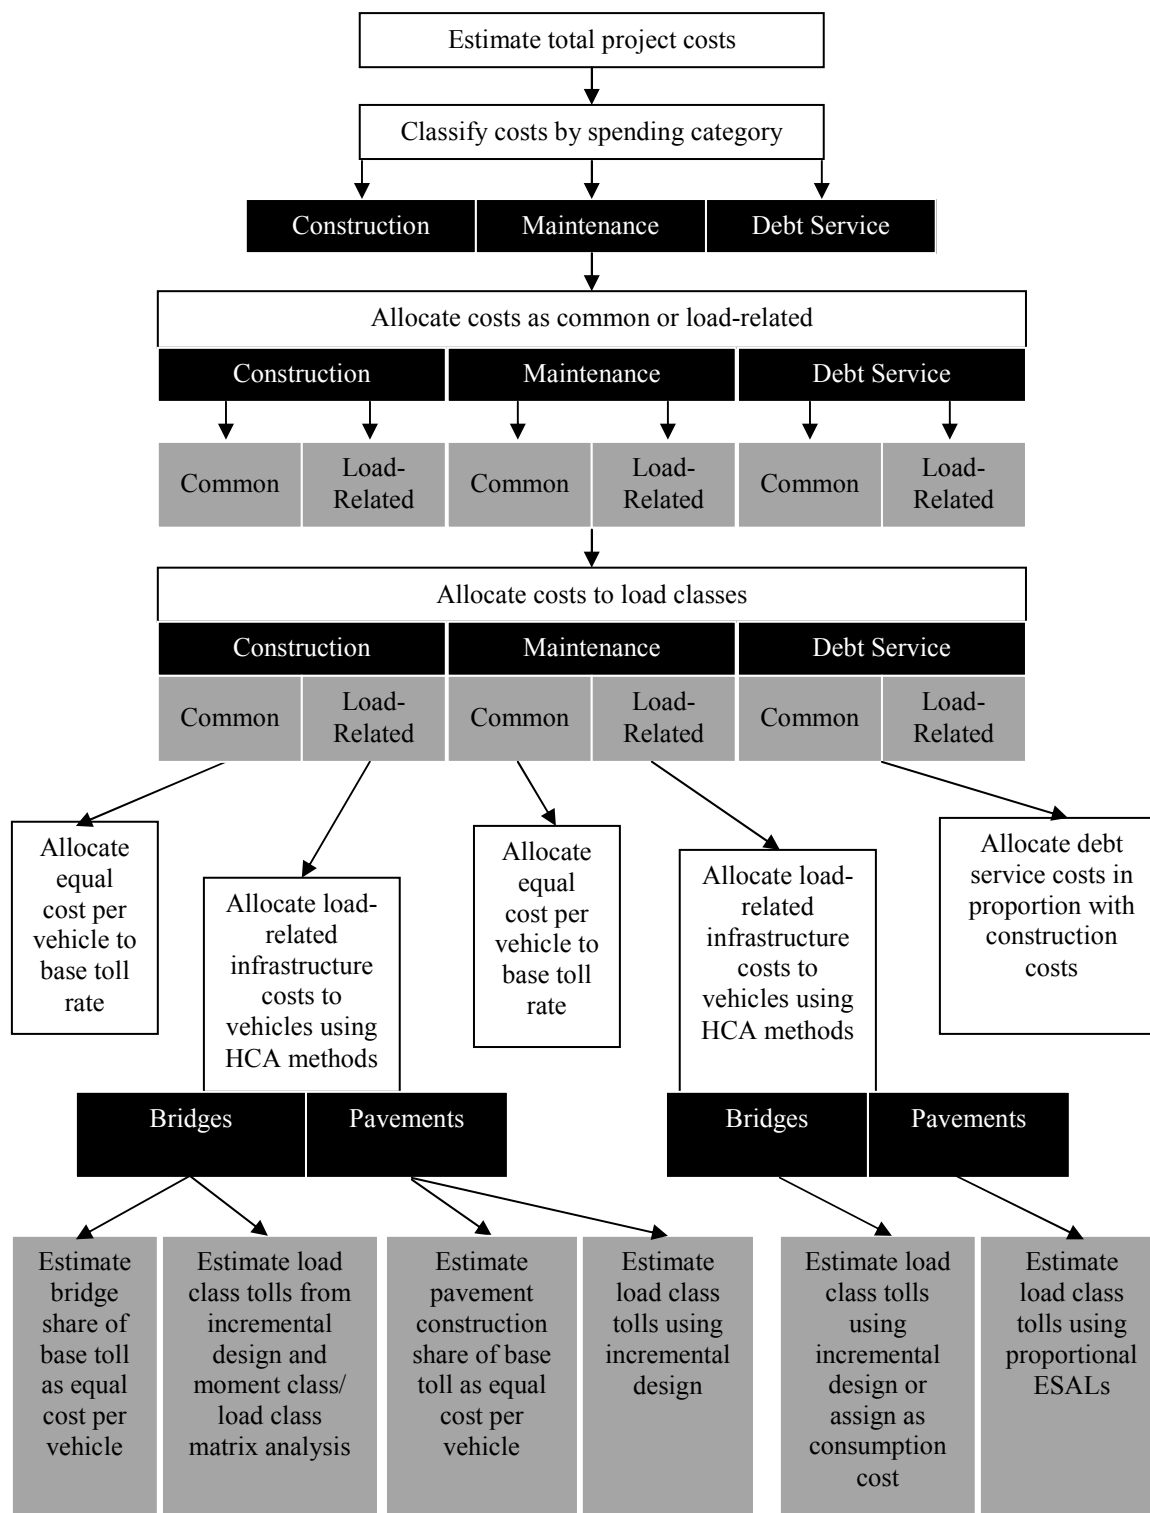 Estimate total project costs
Classify costs by spending category
Construction
Maintenance
Debt Service
Allocate costs as common or load-related
Construction
Maintenance
Debt Service
Common
Load-
Related
Common
Load-
Related
Common
Load-
Related
Allocate costs to load classes
Construction
Maintenance
Debt Service
Common
Load-
Related
Common
Load-
Related
Common
Load-
Related
Allocate
equal
cost per
vehicle to
base toll
rate
Allocate load-
related
infrastructure
costs to
vehicles using
HCA methods
Allocate
equal
cost per
vehicle to
base toll
rate
Allocate load-
related
infrastructure
costs to
vehicles using
HCA methods
Allocate debt
service costs in
proportion with
construction
costs
Bridges
Pavements
Bridges
Pavements
Estimate
bridge
share of
base toll
as equal
cost per
vehicle
Estimate load
class tolls from
incremental
design and
moment class/
load class
matrix analysis
Estimate
pavement
construction
share of base
toll as equal
cost per
vehicle
Estimate
load class
tolls using
incremental
design
Estimate load
class tolls
using
incremental
design or
assign as
consumption
cost
Estimate
load class
tolls using
proportional
ESALs